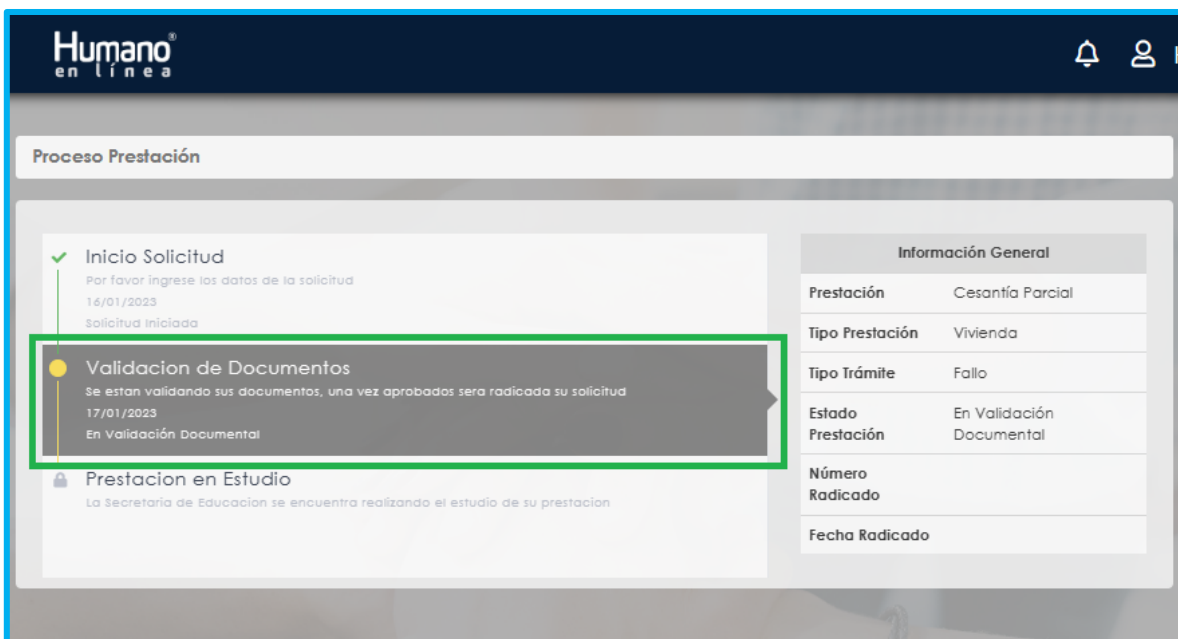 Humano®
en línea
Proceso Prestación
Inicio Solicitud
Por favor ingrese los datos de la solicitud
16/01/2023
Solicitud Iniciada
Validacion de Documentos
Se estan validando sus documentos, una vez aprobados sera radicada su solicitud
17/01/2023
En Validación Documental
Prestacion en Estudio
La Secretaria de Educacion se encuentra realizando el estudio de su prestacion
Información General
Prestación Cesantía Parcial
Tipo Prestación Vivienda
Tipo Trámite Fallo
Estado En Validación
Prestación Documental
Número
Radicado
Fecha Radicado